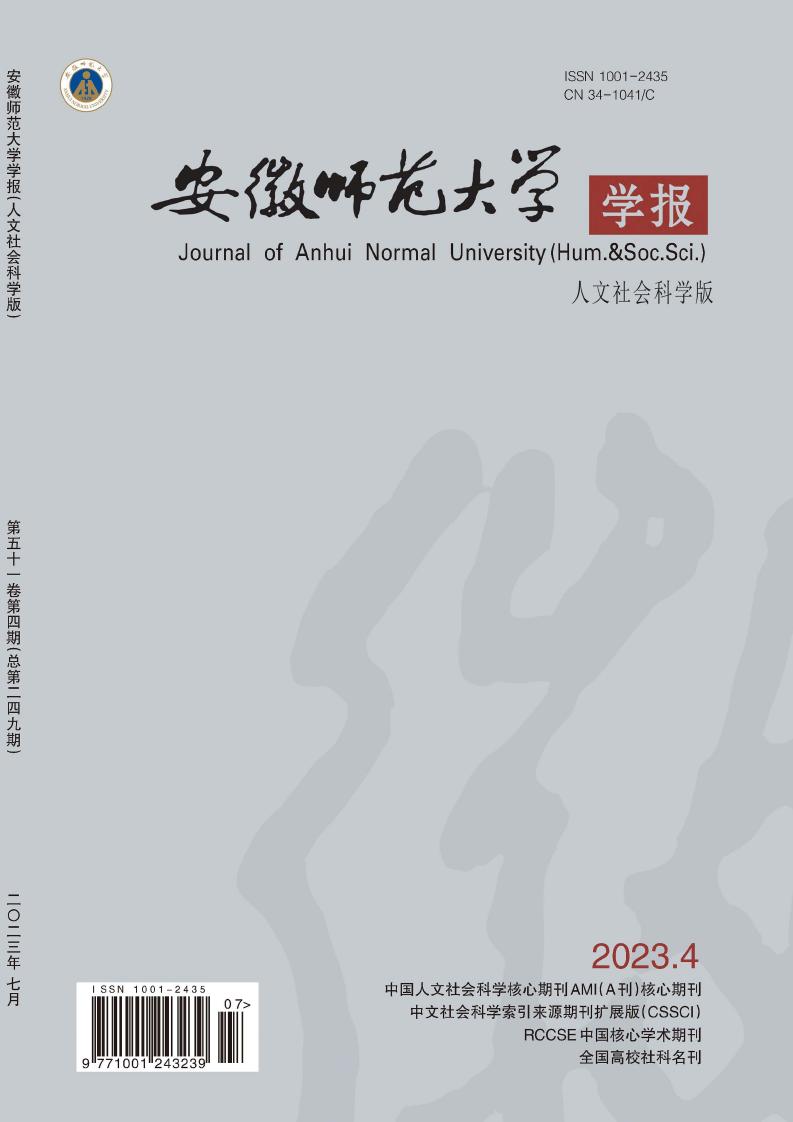 安徽师范大学学报(人文社会科学版)
第五十一卷第四期(总第二四九期)
二〇二三年 七月
ISSN 1001-2435
CN 34-1041/C
安徽师范大学 学报
Journal of Anhui Normal University(Hum.&Soc.Sci.)
人文社会科学版
2023.4
中国人文社会科学核心期刊AMI(A刊)核心期刊
中文社会科学索引来源期刊扩展版(CSSCI)
RCCSE中国核心学术期刊
全国高校社科名刊
ISSN 1001-2435
07>
9 771001 243239